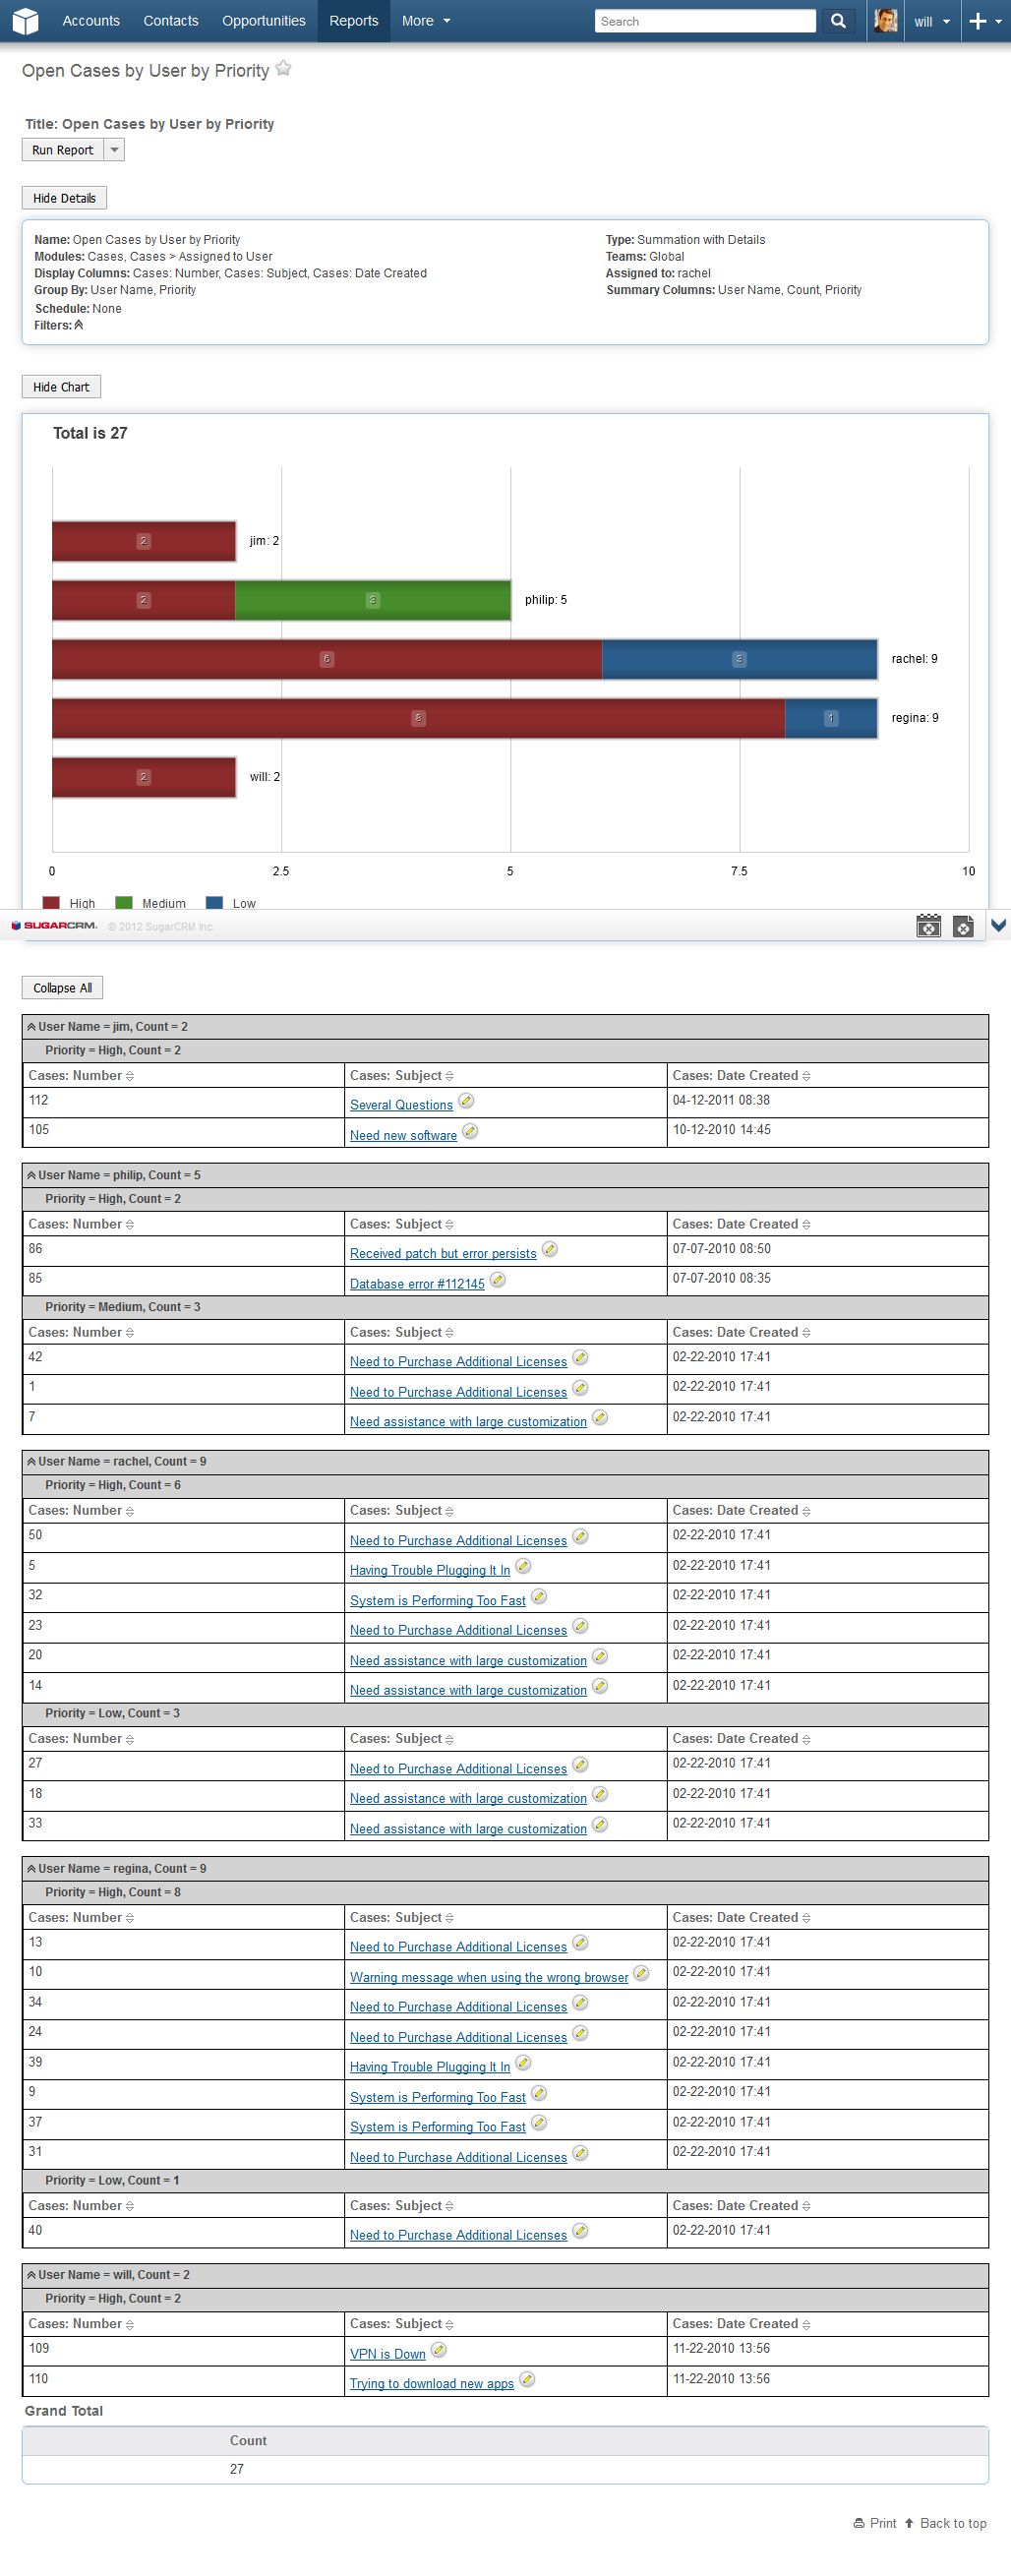 Accounts Contacts Opportunities Reports More Search will
Open Cases by User by Priority
Title: Open Cases by User by Priority
Run Report
Hide Details
Name: Open Cases by User by Priority Type: Summation with Details
Modules: Cases, Cases > Assigned to User Teams: Global
Display Columns: Cases: Number, Cases: Subject, Cases: Date Created Assigned to: rachel
Group By: User Name, Priority Summary Columns: User Name, Count, Priority
Schedule: None
Filters:
Hide Chart
Total is 27
2 jim: 2
2 3 philip: 5
6 3 rachel: 9
8 1 regina: 9
2 will: 2
0 2.5 5 7.5 10
High Medium Low
SUGARCRM. © 2012 SugarCRM Inc.
Collapse All
User Name = jim, Count = 2
Priority = High, Count = 2
Cases: Number Cases: Subject Cases: Date Created
112 Several Questions 04-12-2011 08:38
105 Need new software 10-12-2010 14:45
User Name = philip, Count = 5
Priority = High, Count = 2
Cases: Number Cases: Subject Cases: Date Created
86 Received patch but error persists 07-07-2010 08:50
85 Database error #112145 07-07-2010 08:35
Priority = Medium, Count = 3
Cases: Number Cases: Subject Cases: Date Created
42 Need to Purchase Additional Licenses 02-22-2010 17:41
1 Need to Purchase Additional Licenses 02-22-2010 17:41
7 Need assistance with large customization 02-22-2010 17:41
User Name = rachel, Count = 9
Priority = High, Count = 6
Cases: Number Cases: Subject Cases: Date Created
50 Need to Purchase Additional Licenses 02-22-2010 17:41
5 Having Trouble Plugging It In 02-22-2010 17:41
32 System is Performing Too Fast 02-22-2010 17:41
23 Need to Purchase Additional Licenses 02-22-2010 17:41
20 Need assistance with large customization 02-22-2010 17:41
14 Need assistance with large customization 02-22-2010 17:41
Priority = Low, Count = 3
Cases: Number Cases: Subject Cases: Date Created
27 Need to Purchase Additional Licenses 02-22-2010 17:41
18 Need assistance with large customization 02-22-2010 17:41
33 Need assistance with large customization 02-22-2010 17:41
User Name = regina, Count = 9
Priority = High, Count = 8
Cases: Number Cases: Subject Cases: Date Created
13 Need to Purchase Additional Licenses 02-22-2010 17:41
10 Warning message when using the wrong browser 02-22-2010 17:41
34 Need to Purchase Additional Licenses 02-22-2010 17:41
24 Need to Purchase Additional Licenses 02-22-2010 17:41
39 Having Trouble Plugging It In 02-22-2010 17:41
9 System is Performing Too Fast 02-22-2010 17:41
37 System is Performing Too Fast 02-22-2010 17:41
31 Need to Purchase Additional Licenses 02-22-2010 17:41
Priority = Low, Count = 1
Cases: Number Cases: Subject Cases: Date Created
40 Need to Purchase Additional Licenses 02-22-2010 17:41
User Name = will, Count = 2
Priority = High, Count = 2
Cases: Number Cases: Subject Cases: Date Created
109 VPN is Down 11-22-2010 13:56
110 Trying to download new apps 11-22-2010 13:56
Grand Total
Count
27
Print Back to top